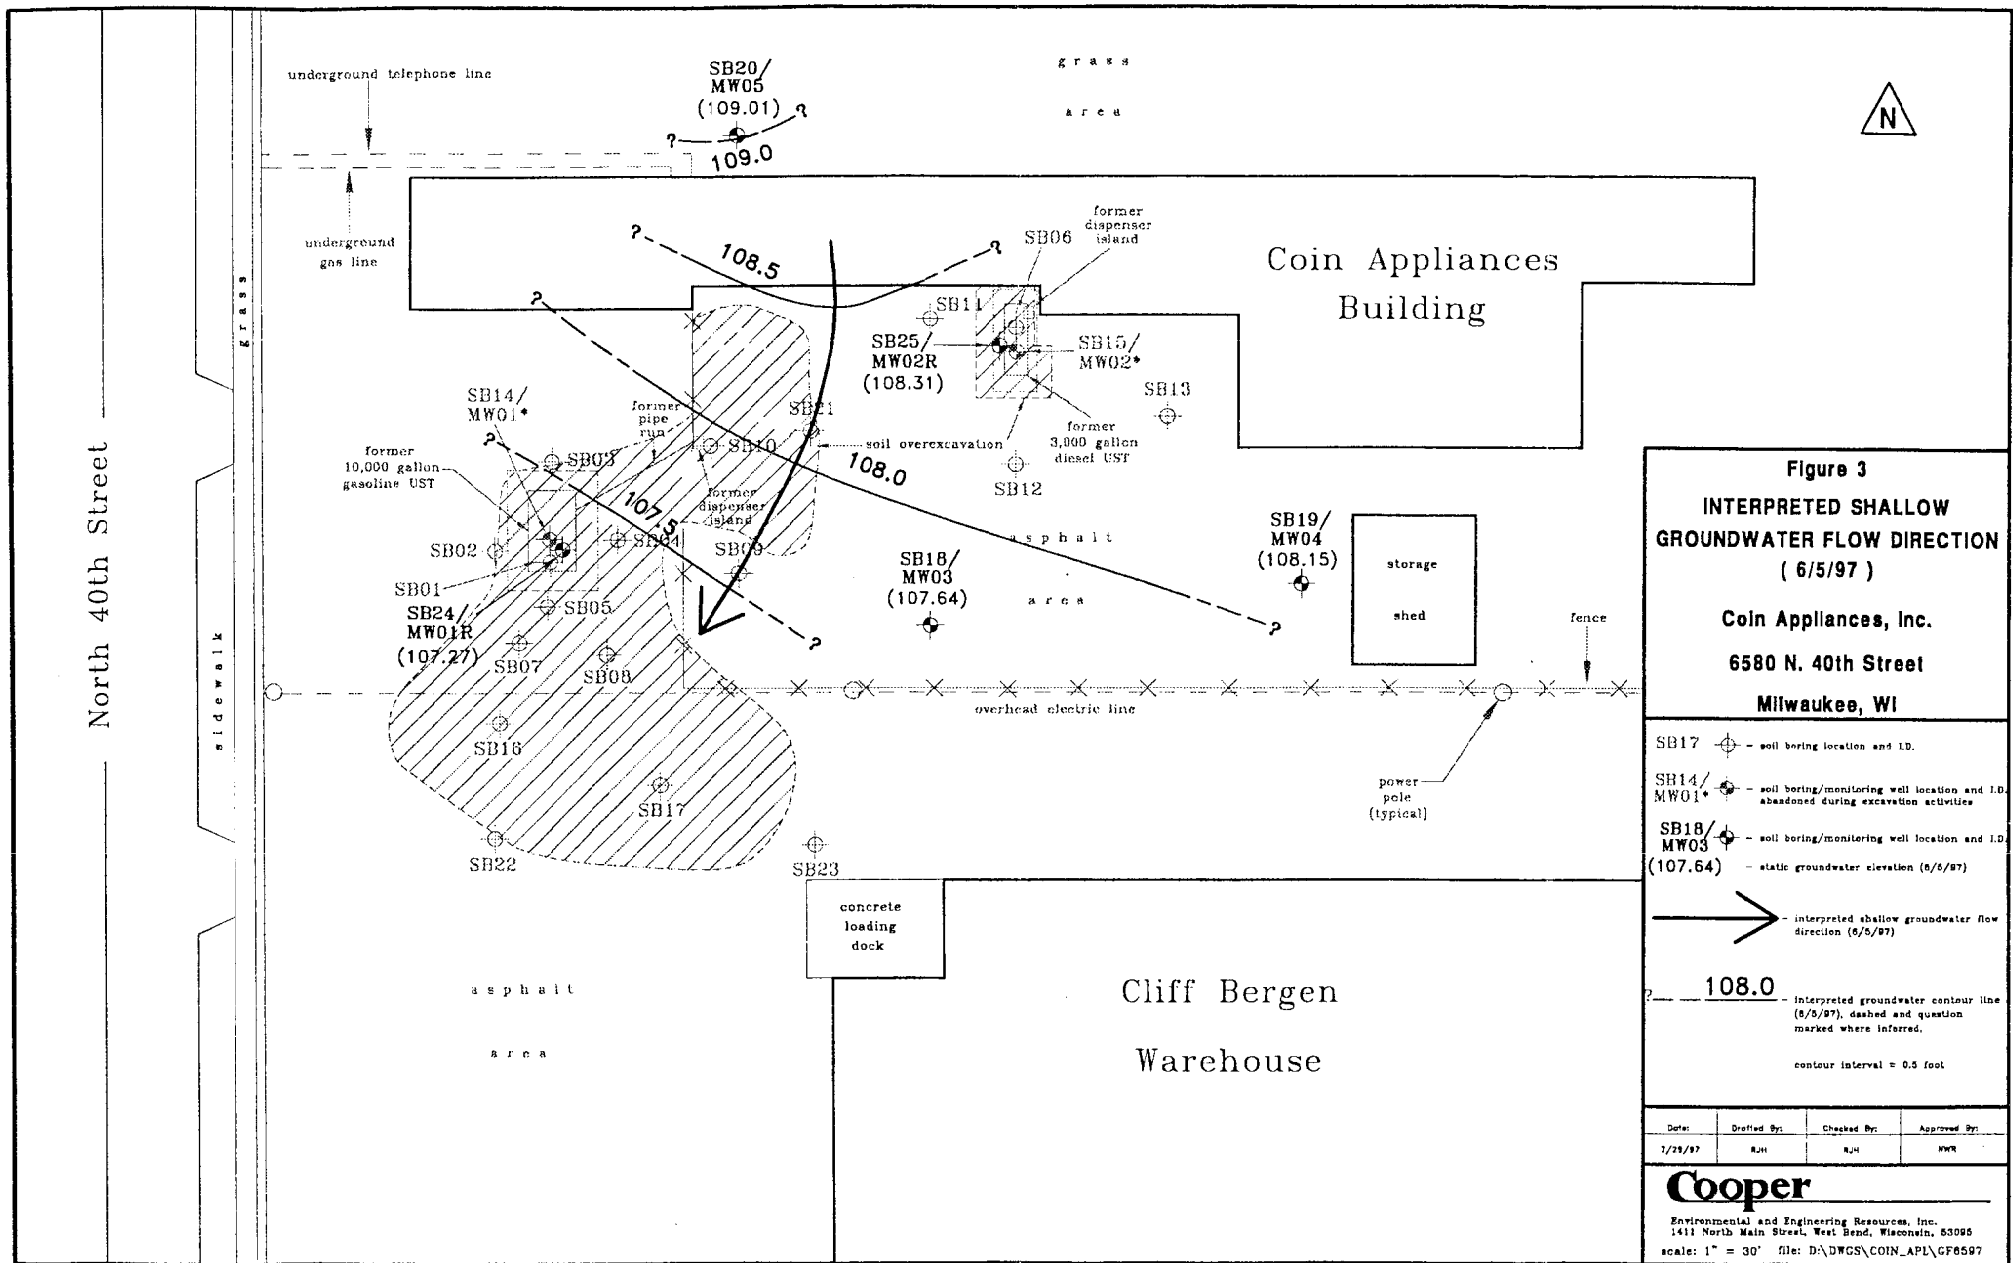 underground telephone line
SB20/
MW05
(109.01)
?
?
109.0
grass
area
N
underground
gas line
grass
sidewalk
North 40th Street
?
108.5
?
?
former
dispenser
island
SB06
Coin Appliances
Building
SB11
SB25/
MW02R
(108.31)
SB15/
MW02*
SB13
SB14/
MW01*
?
former
pipe
run
SB21
former
10,000 gallon
gasoline UST
SB03
SB10
soil overexcavation
former
3,000 gallon
diesel UST
108.0
SB12
former
dispenser
island
107.5
SB02
SB04
SB09
SB01
SB24/
MW01R
(107.27)
SB05
SB07
SB08
?
SB18/
MW03
(107.64)
asphalt
area
SB19/
MW04
(108.15)
?
storage
shed
fence
overhead electric line
SB16
SB17
SB22
SB23
power
pole
(typical)
concrete
loading
dock
asphalt
area
Cliff Bergen
Warehouse
Figure 3
INTERPRETED SHALLOW
GROUNDWATER FLOW DIRECTION
( 6/5/97 )
Coin Appliances, Inc.
6580 N. 40th Street
Milwaukee, WI
SB17 - soil boring location and I.D.
SB14/
MW01* - soil boring/monitoring well location and I.D.
abandoned during excavation activities
SB18/
MW03 - soil boring/monitoring well location and I.D.
(107.64) - static groundwater elevation (6/5/97)
- interpreted shallow groundwater flow
direction (6/5/97)
? 108.0 - interpreted groundwater contour line
(6/5/97), dashed and question
marked where inferred.
contour interval = 0.5 foot
Date: Drafted By: Checked By: Approved By:
7/29/97 RJH RJH NWR
Cooper
Environmental and Engineering Resources, Inc.
1411 North Main Street, West Bend, Wisconsin, 53095
scale: 1" = 30' file: D:\DWGS\COIN_APL\GF6597